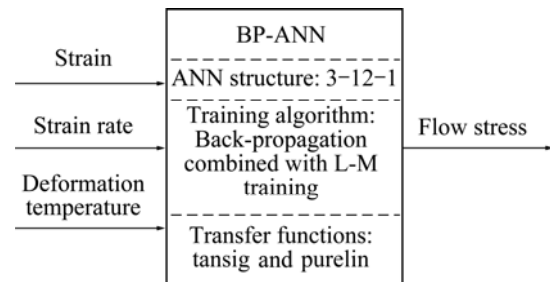 Strain
Strain rate
Deformation
temperature
BP-ANN
ANN structure: 3−12−1
Training algorithm:
Back-propagation
combined with L-M
training
Transfer functions:
tansig and purelin
Flow stress